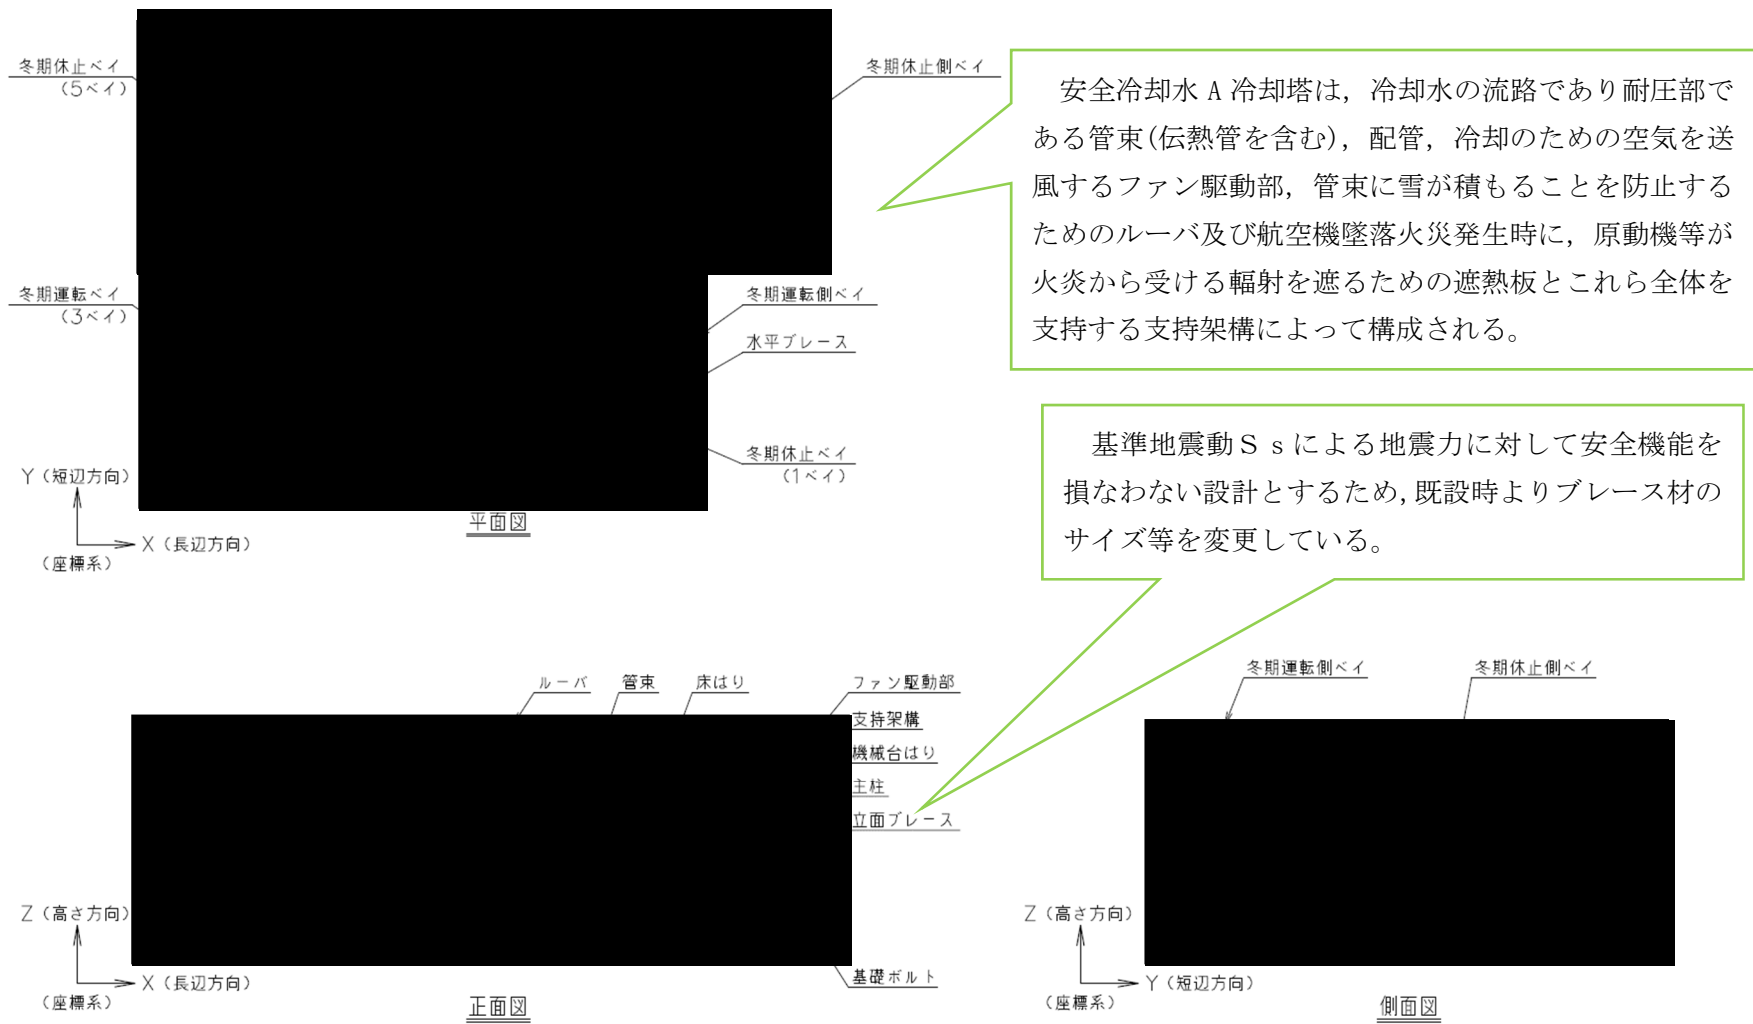 冬期休止ベイ
(5ベイ)
冬期休止側ベイ
安全冷却水 A 冷却塔は，冷却水の流路であり耐圧部で
ある管束(伝熱管を含む)，配管，冷却のための空気を送
風するファン駆動部，管束に雪が積もることを防止する
ためのルーバ及び航空機墜落火災発生時に，原動機等が
火炎から受ける輻射を遮るための遮熱板とこれら全体を
支持する支持架構によって構成される。
冬期運転ベイ
(3ベイ)
冬期運転側ベイ
水平ブレース
冬期休止ベイ
(1ベイ)
Y（短辺方向）
X（長辺方向）
（座標系）
平面図
基準地震動Ｓｓによる地震力に対して安全機能を
損なわない設計とするため,既設時よりブレース材の
サイズ等を変更している。
ルーバ
管束
床はり
ファン駆動部
支持架構
機械台はり
主柱
立面ブレース
基礎ボルト
Z（高さ方向）
X（長辺方向）
（座標系）
正面図
冬期運転側ベイ
冬期休止側ベイ
Z（高さ方向）
Y（短辺方向）
（座標系）
側面図